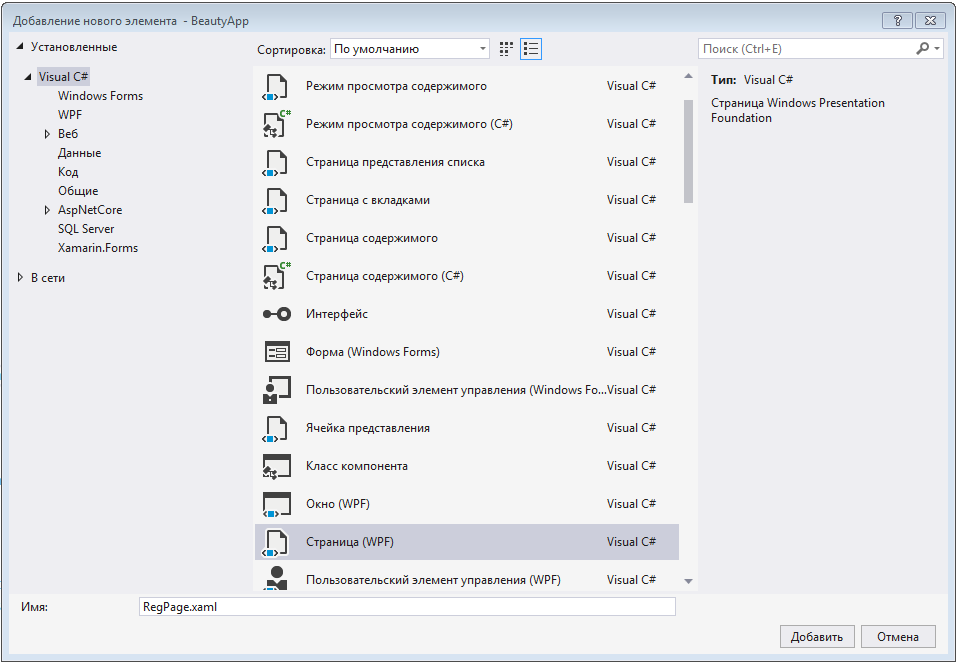 Добавление нового элемента - BeautyApp
Установленные
Visual C#
Windows Forms
WPF
Веб
Данные
Код
Общие
AspNetCore
SQL Server
Xamarin.Forms
В сети
Сортировка: По умолчанию
Режим просмотра содержимого Visual C#
Режим просмотра содержимого (C#) Visual C#
Страница представления списка Visual C#
Страница с вкладками Visual C#
Страница содержимого Visual C#
Страница содержимого (C#) Visual C#
Интерфейс Visual C#
Форма (Windows Forms) Visual C#
Пользовательский элемент управления (Windows Fo... Visual C#
Ячейка представления Visual C#
Класс компонента Visual C#
Окно (WPF) Visual C#
Страница (WPF) Visual C#
Пользовательский элемент управления (WPF) Visual C#
Поиск (Ctrl+E)
Тип: Visual C#
Страница Windows Presentation
Foundation
Имя: RegPage.xaml
Добавить Отмена